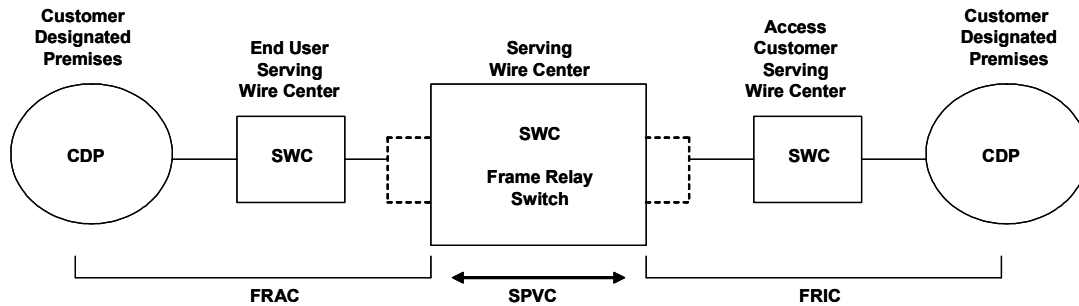 Customer
Designated
Premises
End User
Serving
Wire Center
Serving
Wire Center
Access
Customer
Serving
Wire Center
Customer
Designated
Premises
CDP
SWC
SWC
Frame Relay
Switch
SWC
CDP
FRAC
SPVC
FRIC